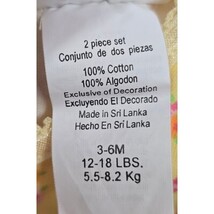 2 piece set
Conjunto de dos piezas
100% Cotton
100% Algodon
Exclusive of Decoration
Excluyendo El Decorado
Made in Sri Lanka
Hecho En Sri Lanka
3-6M
12-18 LBS.
5.5-8.2 Kg